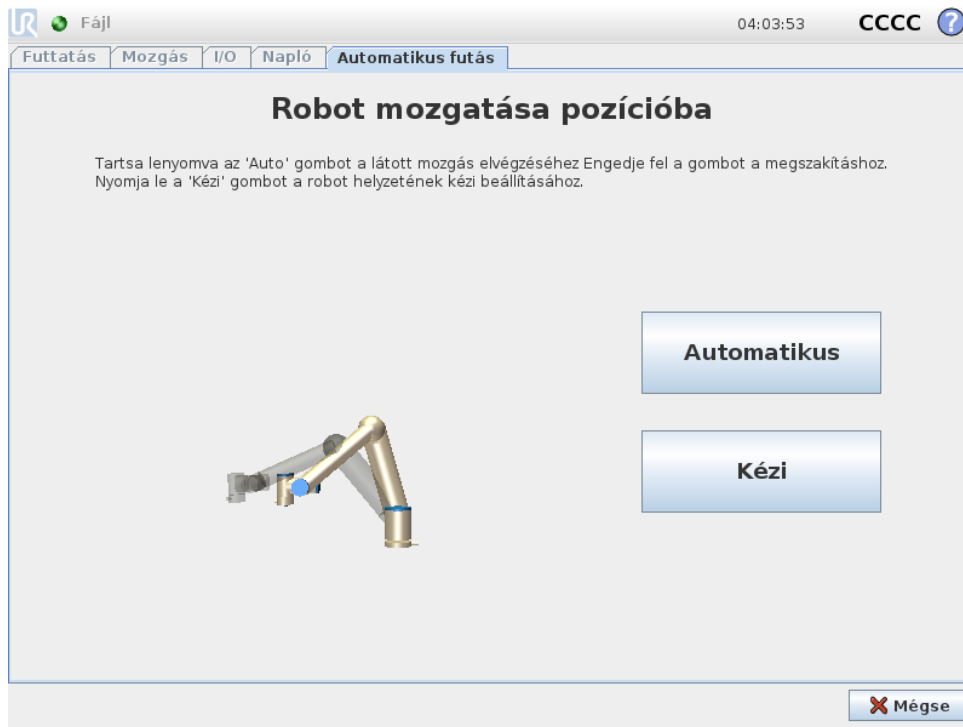 UR Fájl 04:03:53 CCCC ?
Futtatás Mozgás I/O Napló Automatikus futás
Robot mozgatása pozícióba
Tartsa lenyomva az 'Auto' gombot a látott mozgás elvégzéséhez Engedje fel a gombot a megszakításhoz.
Nyomja le a 'Kézi' gombot a robot helyzetének kézi beállításához.
Automatikus
Kézi
Mégse